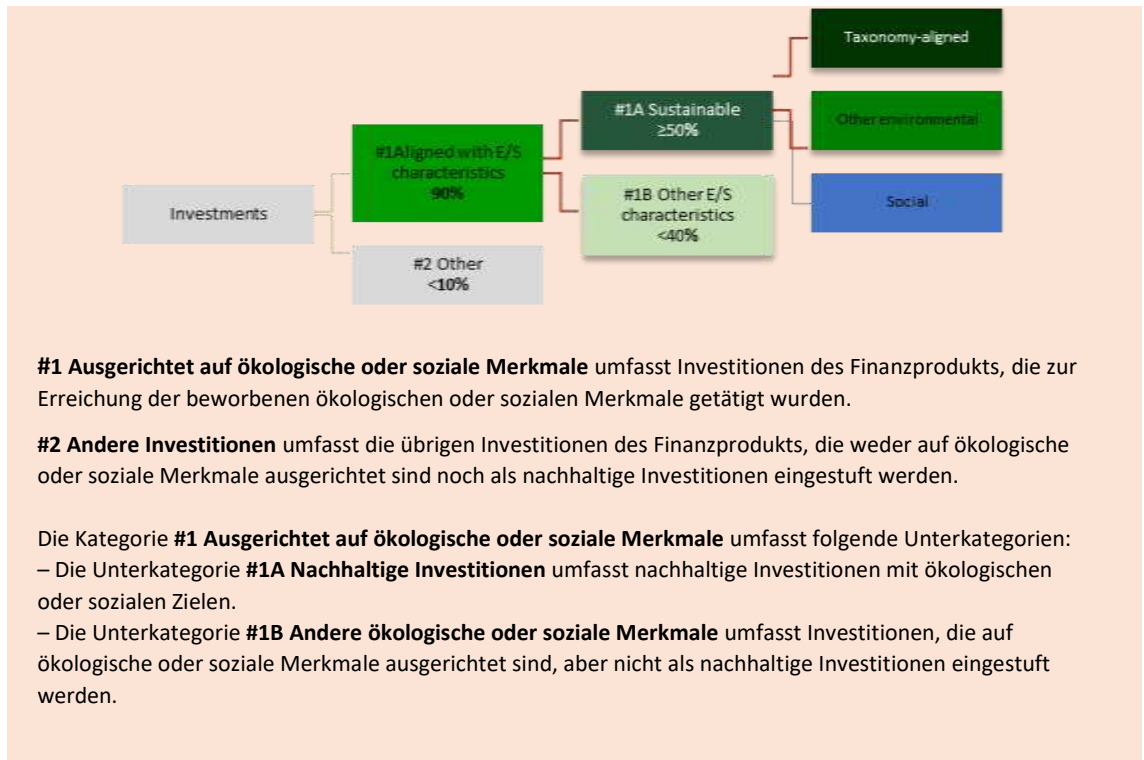 Taxonomy-aligned
#1A Sustainable
≥50%
Other environmental
#1Aligned with E/S
characteristics
90%
#1B Other E/S
characteristics
<40%
Investments
Social
#2 Other
<10%
#1 Ausgerichtet auf ökologische oder soziale Merkmale umfasst Investitionen des Finanzprodukts, die zur
Erreichung der beworbenen ökologischen oder sozialen Merkmale getätigt wurden.
#2 Andere Investitionen umfasst die übrigen Investitionen des Finanzprodukts, die weder auf ökologische
oder soziale Merkmale ausgerichtet sind noch als nachhaltige Investitionen eingestuft werden.
Die Kategorie #1 Ausgerichtet auf ökologische oder soziale Merkmale umfasst folgende Unterkategorien:
– Die Unterkategorie #1A Nachhaltige Investitionen umfasst nachhaltige Investitionen mit ökologischen
oder sozialen Zielen.
– Die Unterkategorie #1B Andere ökologische oder soziale Merkmale umfasst Investitionen, die auf
ökologische oder soziale Merkmale ausgerichtet sind, aber nicht als nachhaltige Investitionen eingestuft
werden.